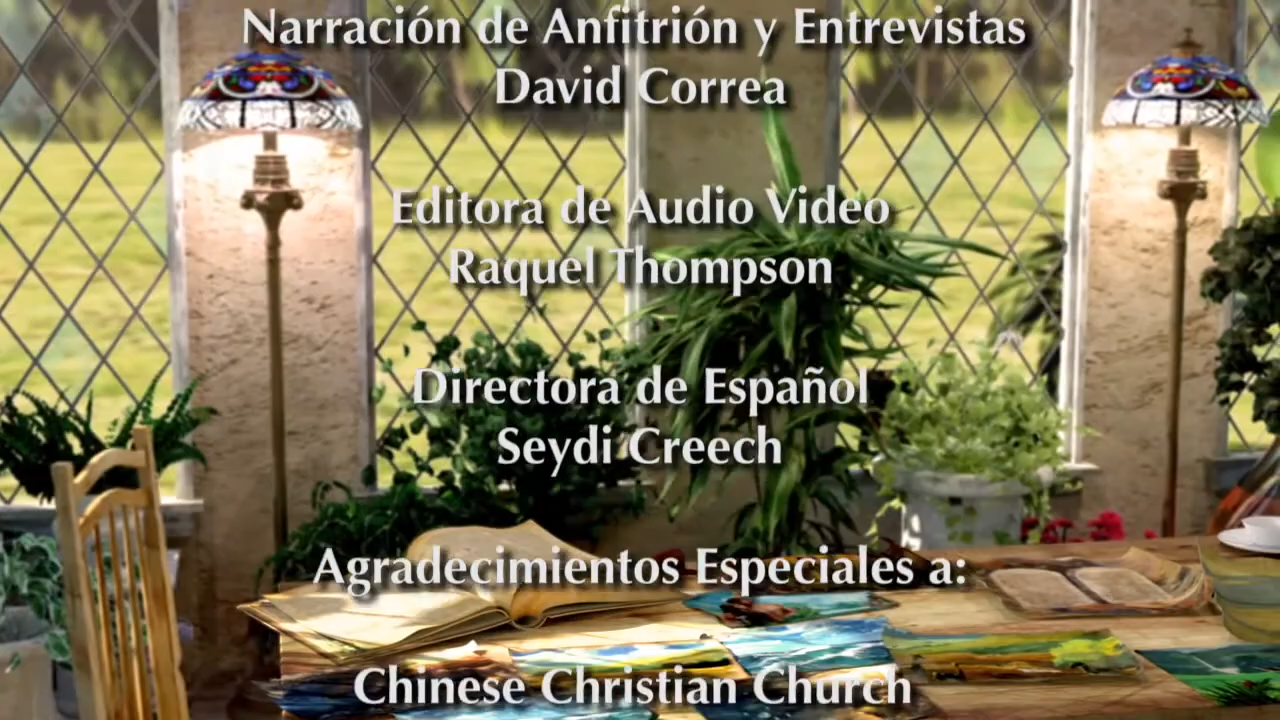 Narración de Anfitrión y Entrevistas
David Correa
Editora de Audio Video
Raquel Thompson
Directora de Español
Seydi Creech
Agradecimientos Especiales a:
Chinese Christian Church